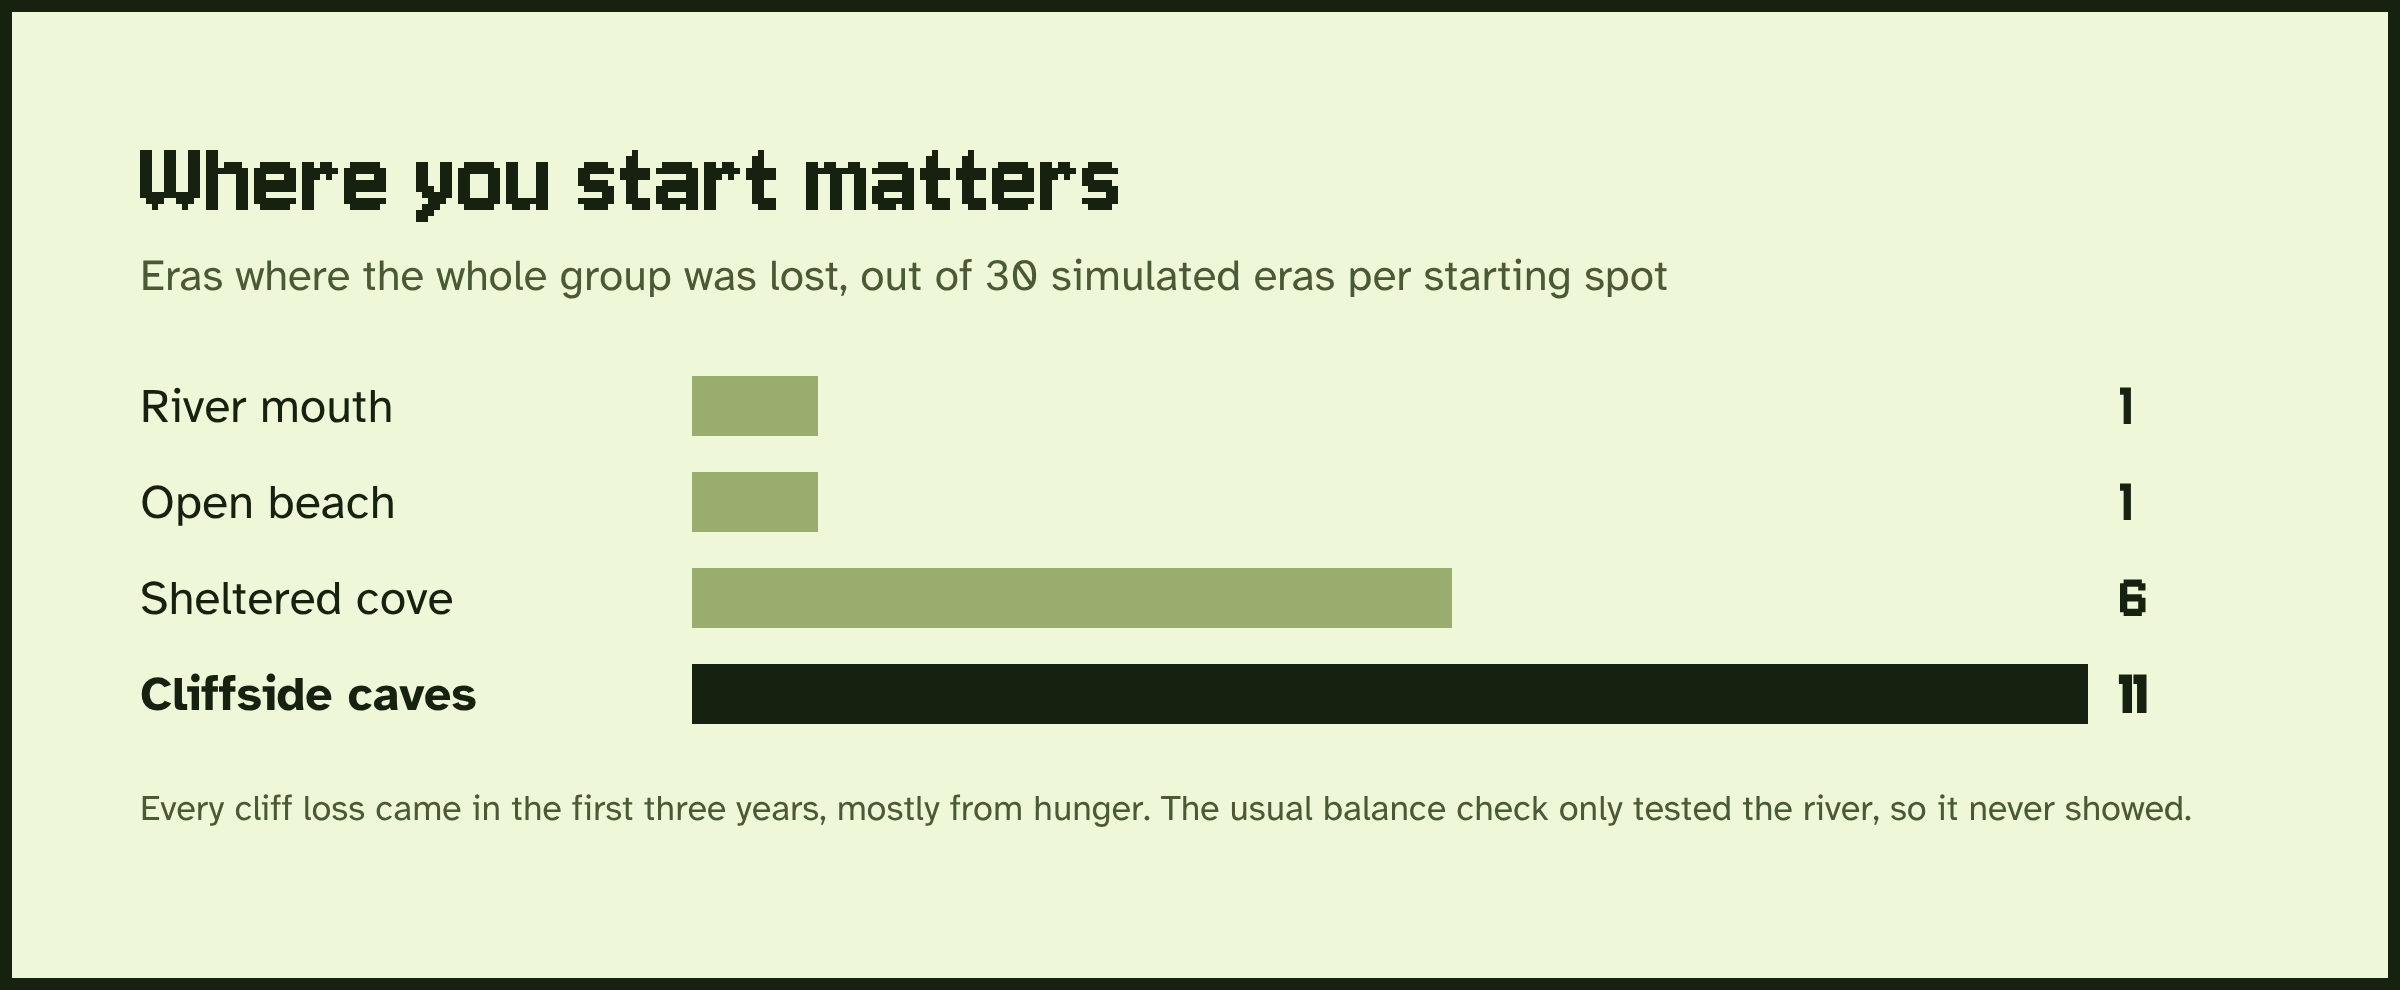 Where you start matters
Eras where the whole group was lost, out of 30 simulated eras per starting spot
River mouth 1
Open beach 1
Sheltered cove 6
Cliffside caves 11
Every cliff loss came in the first three years, mostly from hunger. The usual balance check only tested the river, so it never showed.